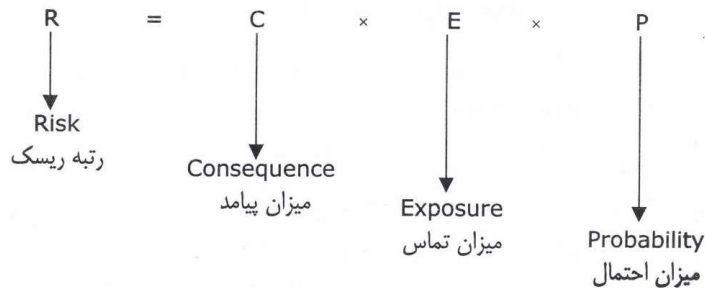 R = C × E × P
Risk
رتبه ریسک
Consequence
میزان پیامد
Exposure
میزان تماس
Probability
میزان احتمال